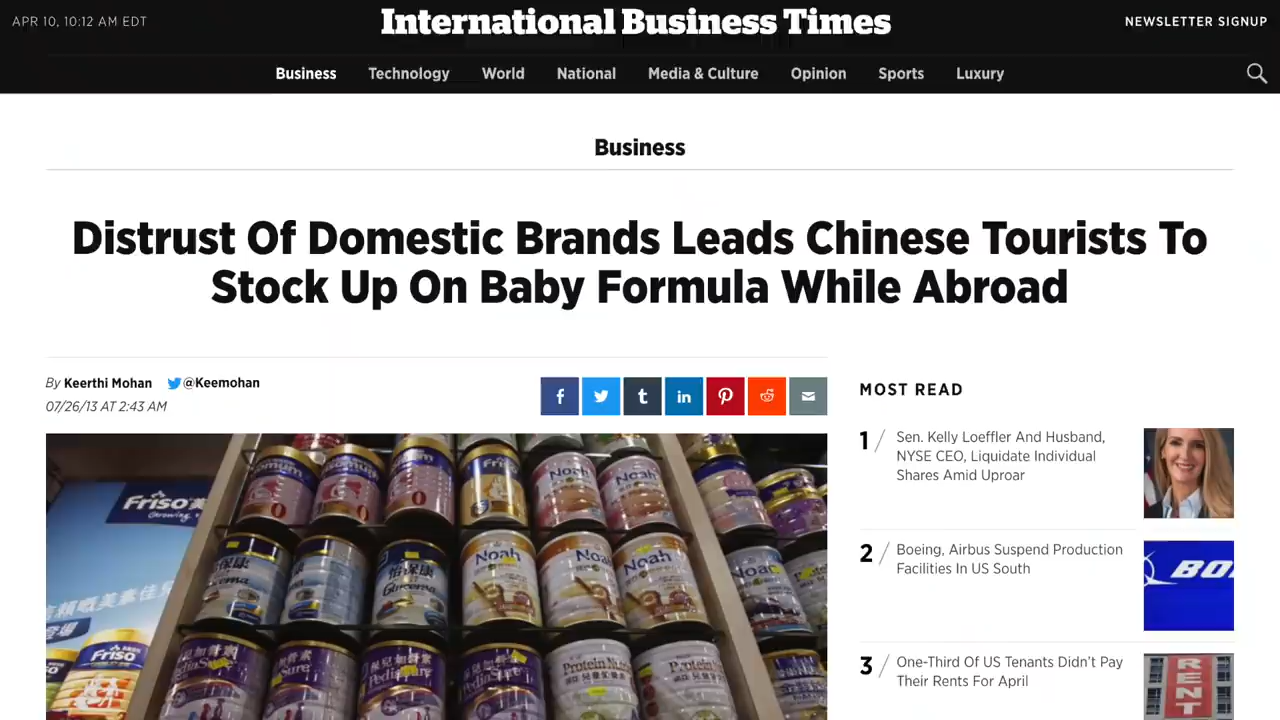 APR 10, 10:12 AM EDT
International Business Times
NEWSLETTER SIGNUP
Business Technology World National Media & Culture Opinion Sports Luxury
Business
Distrust Of Domestic Brands Leads Chinese Tourists To
Stock Up On Baby Formula While Abroad
By Keerthi Mohan @Keemohan
07/26/13 AT 2:43 AM
MOST READ
1 Sen. Kelly Loeffler And Husband,
NYSE CEO, Liquidate Individual
Shares Amid Uproar
2 Boeing, Airbus Suspend Production
Facilities In US South
3 One-Third Of US Tenants Didn't Pay
Their Rents For April
Friso
Friso
Noah
Noah
Noah
Noah
Noah
Friso
RENT